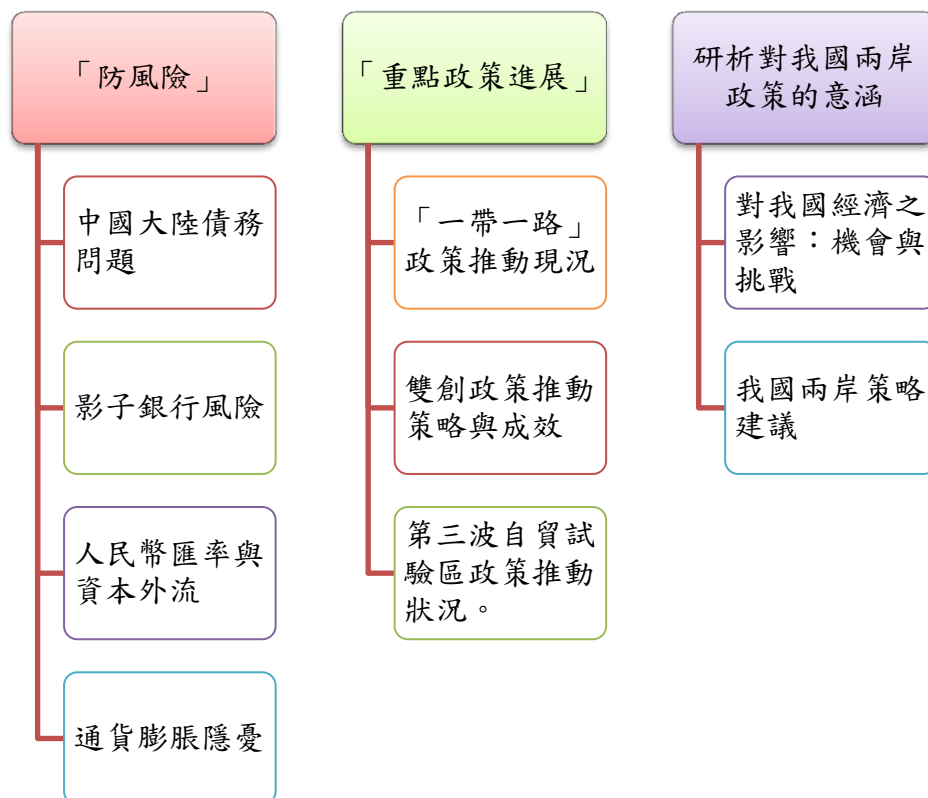 「防風險」
中國大陸債務
問題
影子銀行風險
人民幣匯率與
資本外流
通貨膨脹隱憂
「重點政策進展」
「一帶一路」
政策推動現況
雙創政策推動
策略與成效
第三波自貿試
驗區政策推動
狀況。
研析對我國兩岸
政策的意涵
對我國經濟之
影響：機會與
挑戰
我國兩岸策略
建議